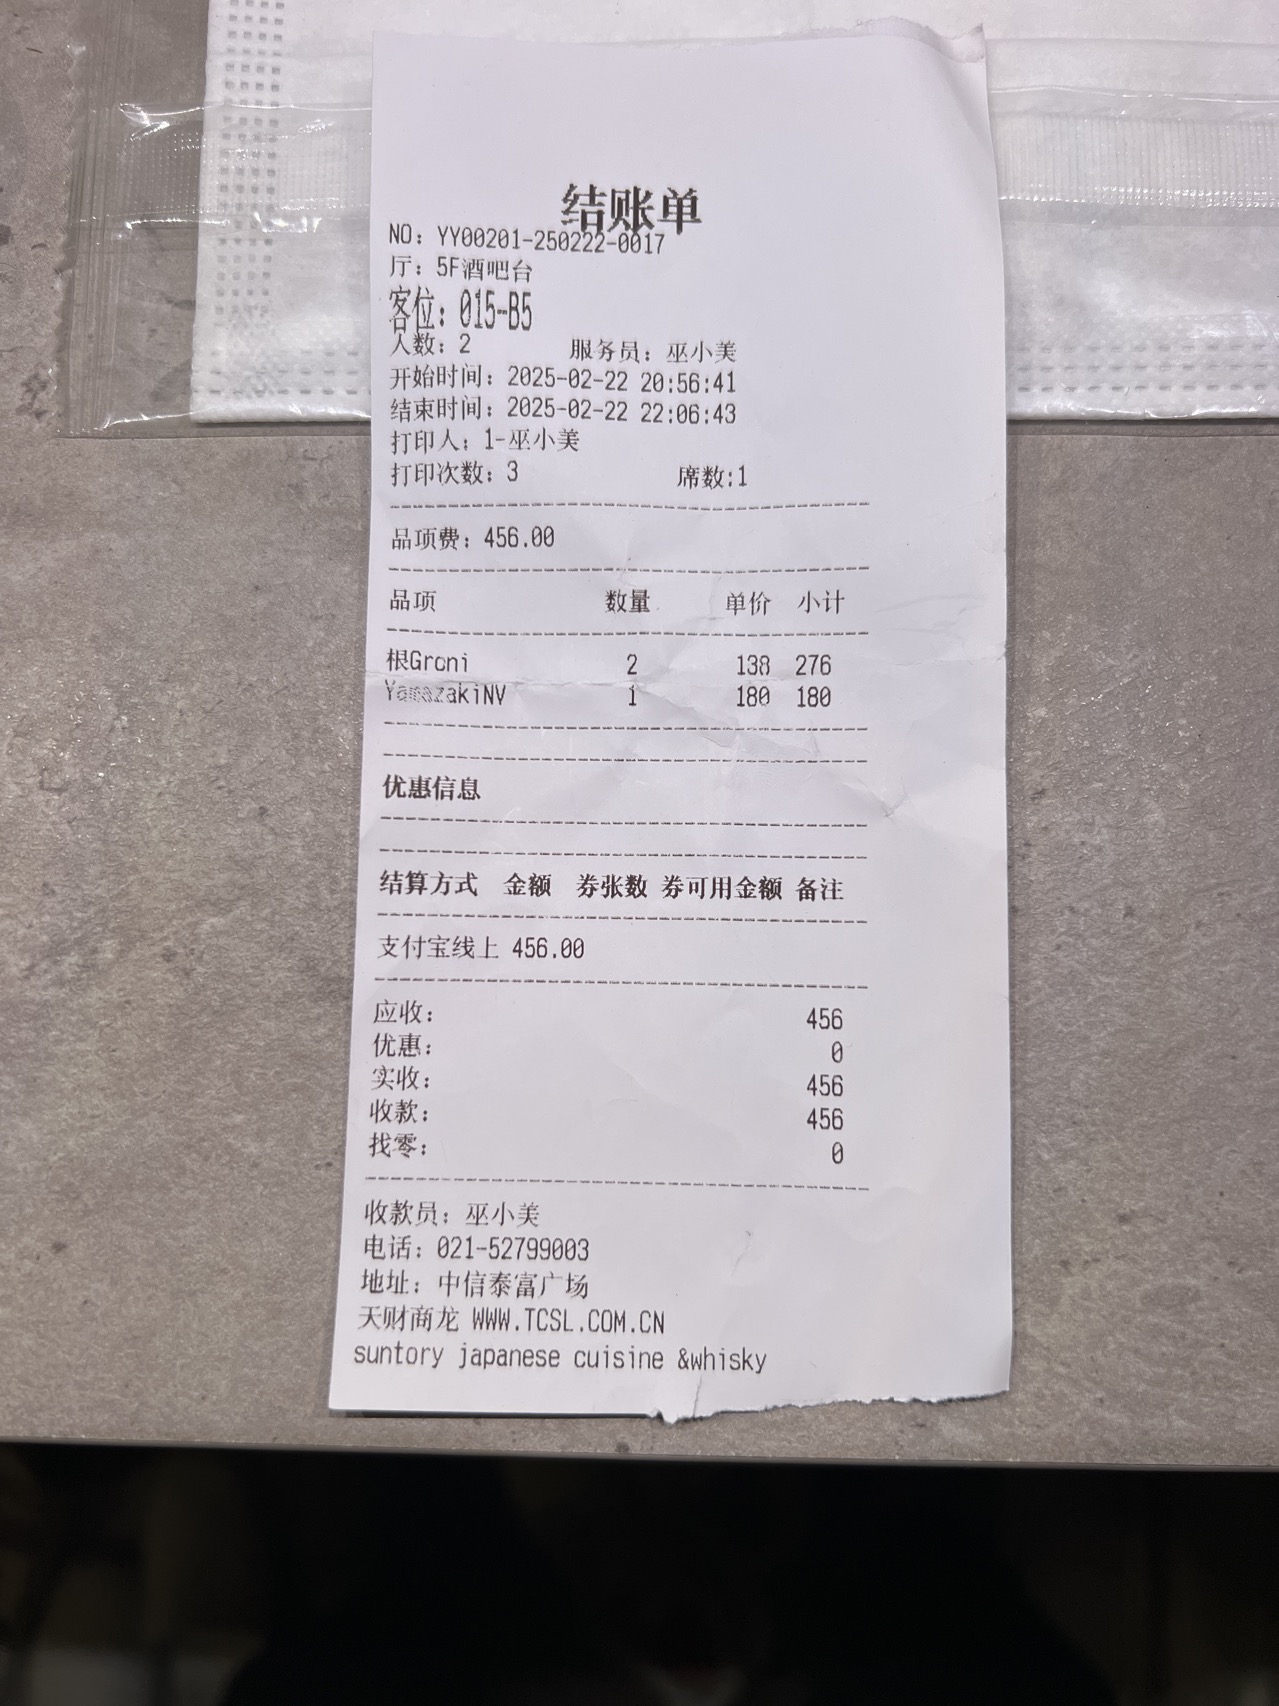 结账单
NO：YY00201-250222-0017
厅：5F酒吧台
客位：015-B5
人数：2 服务员：巫小美
开始时间：2025-02-22 20:56:41
结束时间：2025-02-22 22:06:43
打印人：1-巫小美
打印次数：3 席数:1
品项费：456.00
品项 数量 单价 小计
根Groni 2 138 276
YamazakiNV 1 180 180
优惠信息
结算方式 金额 券张数 券可用金额 备注
支付宝线上 456.00
应收： 456
优惠： 0
实收： 456
收款： 456
找零： 0
收款员：巫小美
电话：021-52799003
地址：中信泰富广场
天财商龙 WWW.TCSL.COM.CN
suntory japanese cuisine &whisky